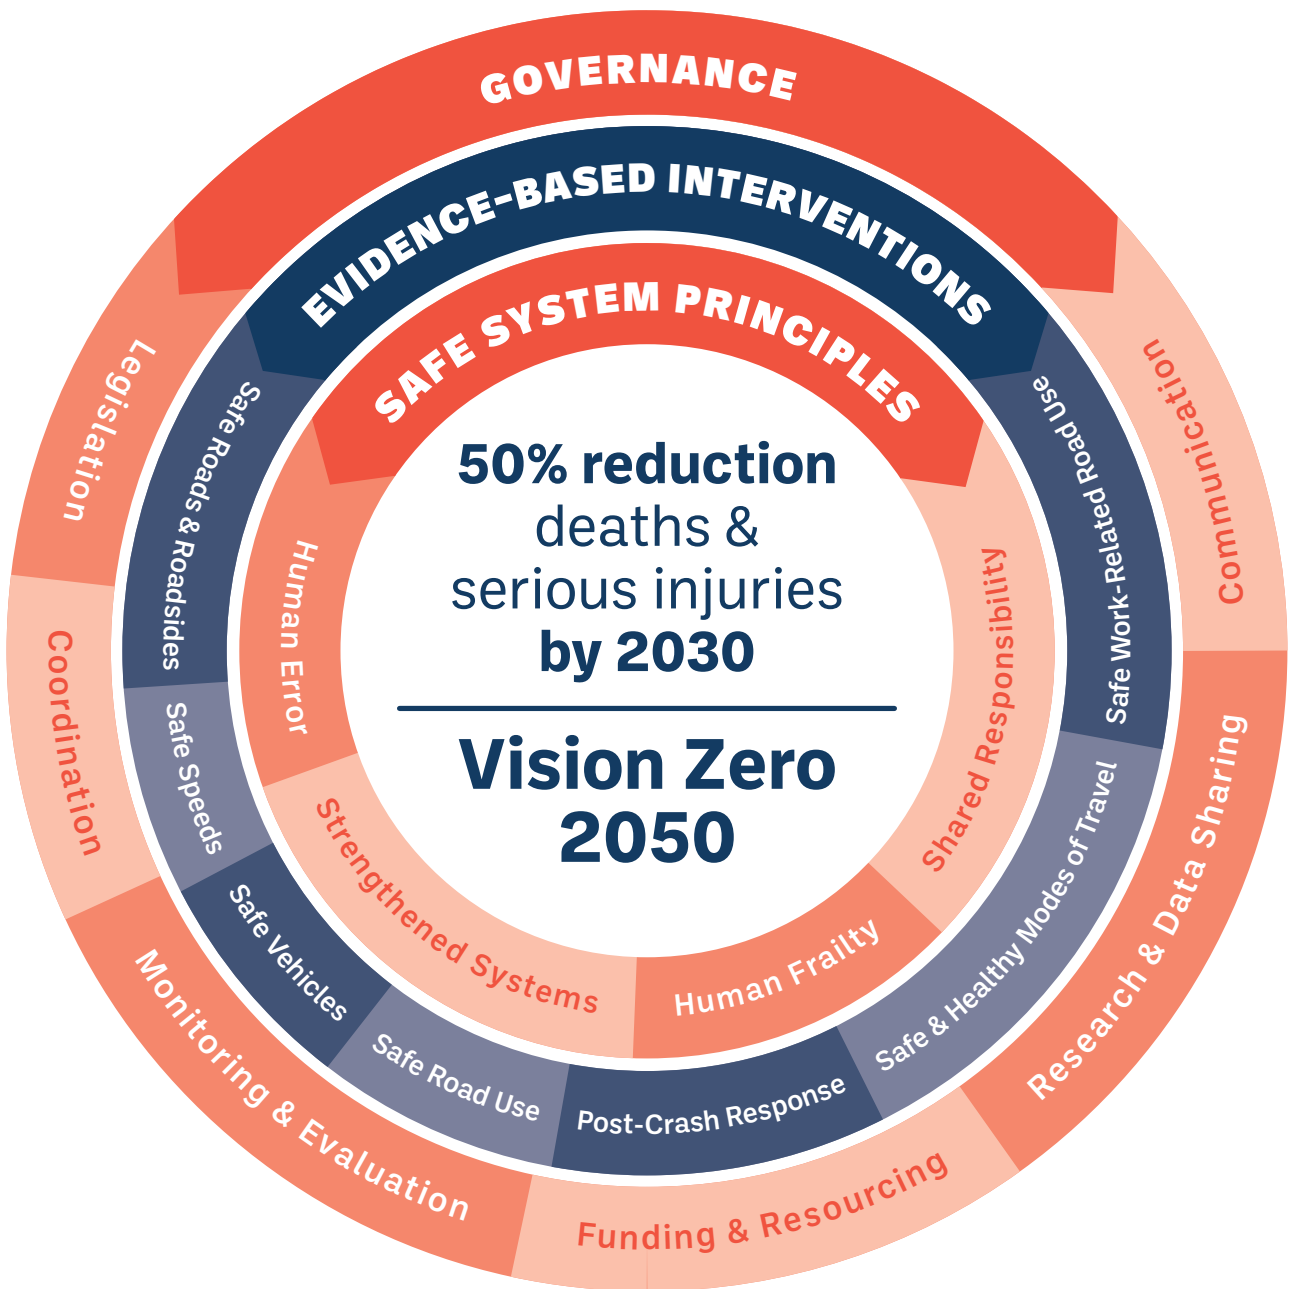 GOVERNANCE
EVIDENCE-BASED INTERVENTIONS
SAFE SYSTEM PRINCIPLES
50% reduction
deaths &
serious injuries
by 2030
Vision Zero
2050
Human Error
Strengthened Systems
Human Frailty
Shared Responsibility
Safe Roads & Roadsides
Safe Speeds
Safe Vehicles
Safe Road Use
Post-Crash Response
Safe & Healthy Modes of Travel
Safe Work-Related Road Use
Legislation
Coordination
Monitoring & Evaluation
Funding & Resourcing
Research & Data Sharing
Communication